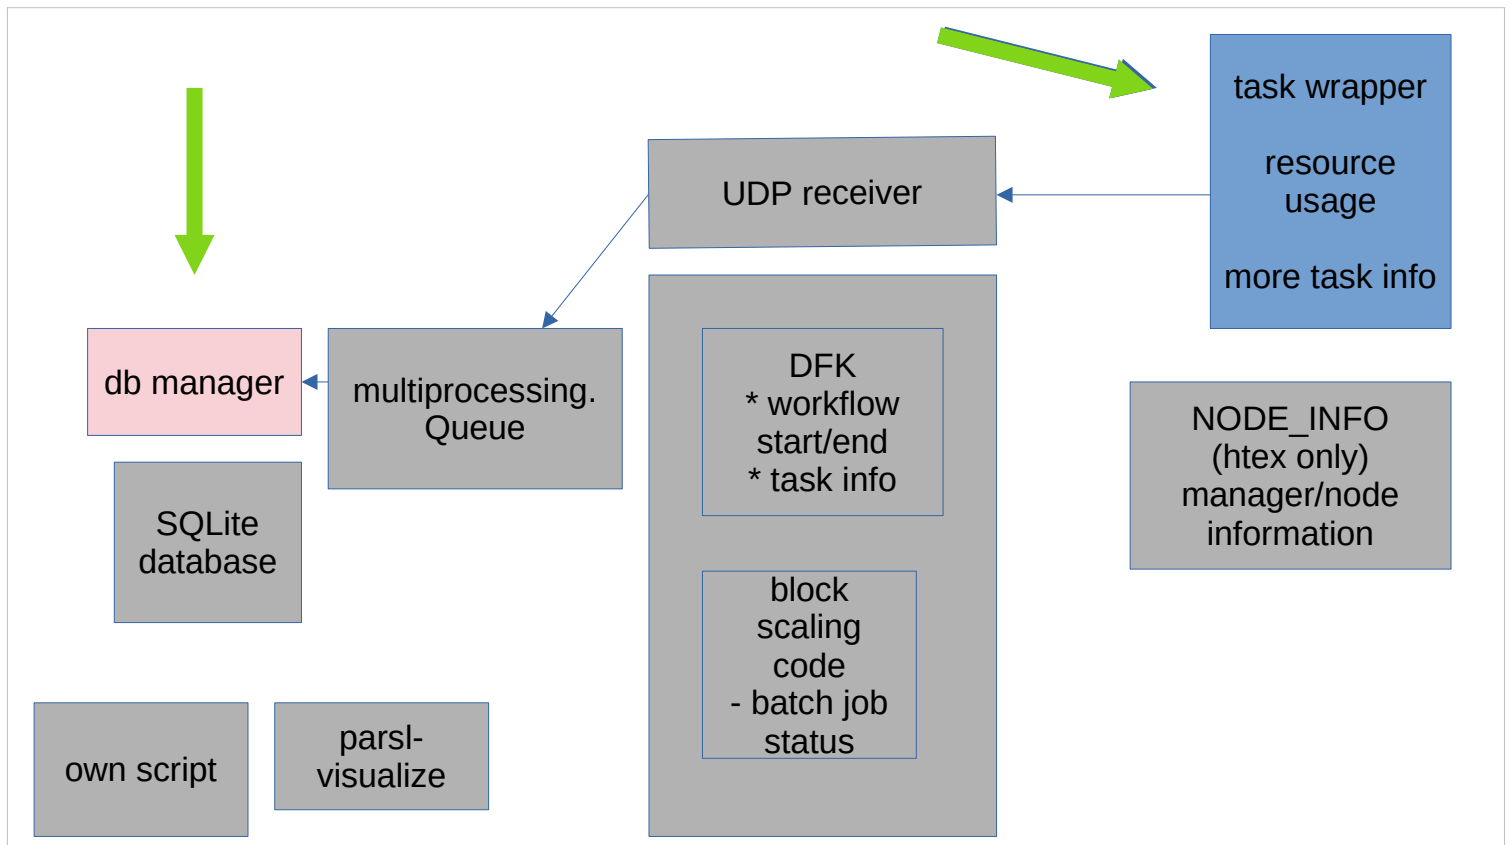 task wrapper
resource
usage
more task info
UDP receiver
db manager
multiprocessing.
Queue
DFK
* workflow
start/end
* task info
NODE_INFO
(htex only)
manager/node
information
SQLite
database
block
scaling
code
- batch job
status
own script
parsl-
visualize